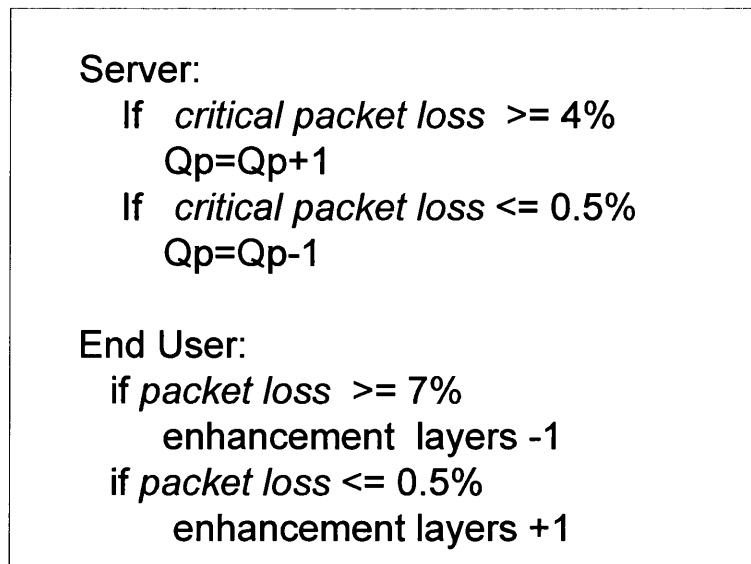 Server:
If critical packet loss >= 4%
Qp=Qp+1
If critical packet loss <= 0.5%
Qp=Qp-1
End User:
if packet loss >= 7%
enhancement layers -1
if packet loss <= 0.5%
enhancement layers +1